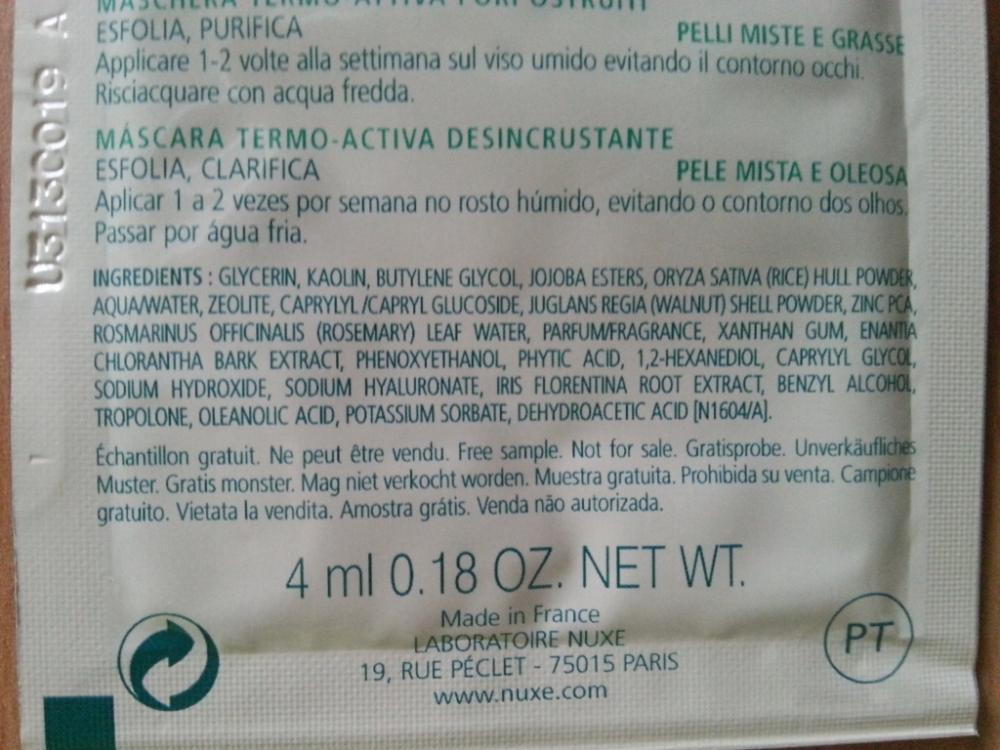 MASCHERA TERMO-ATTIVA PORI OSTRUITI
ESFOLIA, PURIFICA PELLI MISTE E GRASSE
Applicare 1-2 volte alla settimana sul viso umido evitando il contorno occhi.
Risciacquare con acqua fredda.
MÁSCARA TERMO-ACTIVA DESINCRUSTANTE
ESFOLIA, CLARIFICA PELE MISTA E OLEOSA
Aplicar 1 a 2 vezes por semana no rosto húmido, evitando o contorno dos olhos.
Passar por água fria.
INGREDIENTS : GLYCERIN, KAOLIN, BUTYLENE GLYCOL, JOJOBA ESTERS, ORYZA SATIVA (RICE) HULL POWDER,
AQUA/WATER, ZEOLITE, CAPRYLYL/CAPRYL GLUCOSIDE, JUGLANS REGIA (WALNUT) SHELL POWDER, ZINC PCA,
ROSMARINUS OFFICINALIS (ROSEMARY) LEAF WATER, PARFUM/FRAGRANCE, XANTHAN GUM, ENANTIA
CHLORANTHA BARK EXTRACT, PHENOXYETHANOL, PHYTIC ACID, 1,2-HEXANEDIOL, CAPRYLYL GLYCOL,
SODIUM HYDROXIDE, SODIUM HYALURONATE, IRIS FLORENTINA ROOT EXTRACT, BENZYL ALCOHOL,
TROPOLONE, OLEANOLIC ACID, POTASSIUM SORBATE, DEHYDROACETIC ACID [N1604/A].
Échantillon gratuit. Ne peut être vendu. Free sample. Not for sale. Gratisprobe. Unverkäufliches
Muster. Gratis monster. Mag niet verkocht worden. Muestra gratuita. Prohibida su venta. Campione
gratuito. Vietata la vendita. Amostra grátis. Venda não autorizada.
4 ml 0.18 OZ. NET WT.
Made in France
LABORATOIRE NUXE
19, RUE PÉCLET - 75015 PARIS
www.nuxe.com
PT
U3130019 A